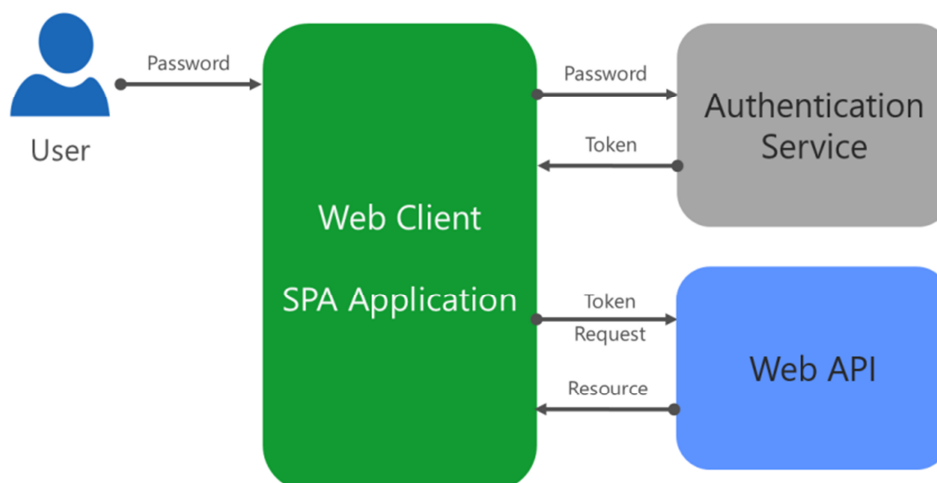 Password
User
Web Client
SPA Application
Password
Token
Authentication
Service
Token
Request
Resource
Web API